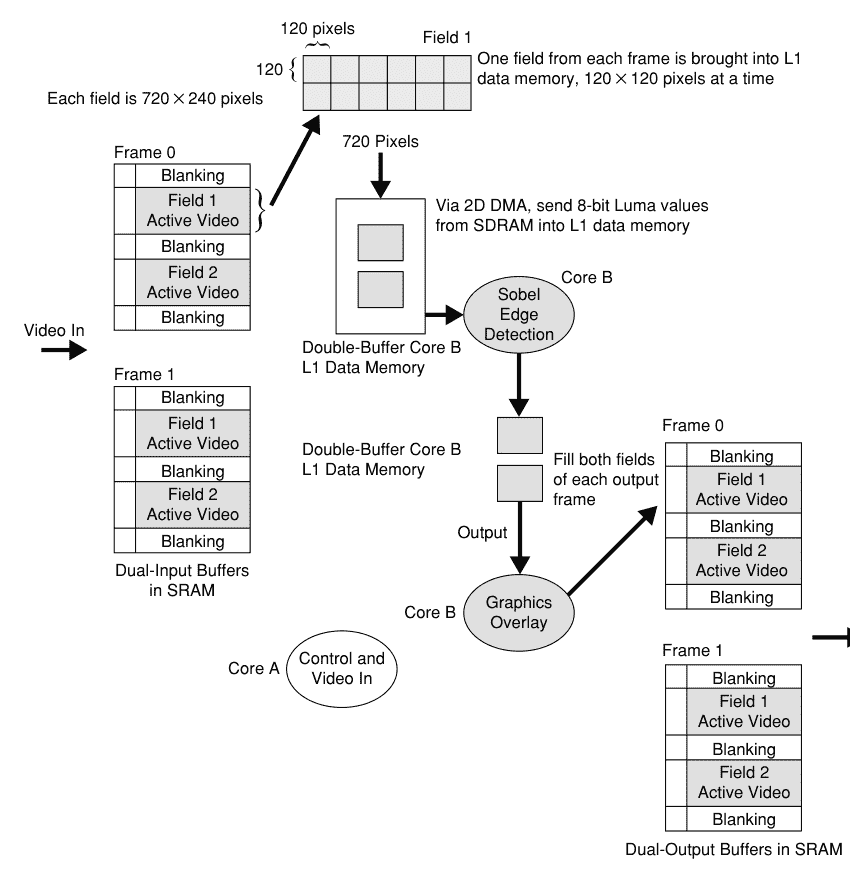 120 pixels
Field 1
120
One field from each frame is brought into L1
data memory, 120 × 120 pixels at a time
Each field is 720 × 240 pixels
720 Pixels
Frame 0
Blanking
Field 1
Active Video
Blanking
Field 2
Active Video
Blanking
Via 2D DMA, send 8-bit Luma values
from SDRAM into L1 data memory
Core B
Sobel
Edge
Detection
Video In
Double-Buffer Core B
L1 Data Memory
Frame 1
Blanking
Field 1
Active Video
Blanking
Field 2
Active Video
Blanking
Dual-Input Buffers
in SRAM
Double-Buffer Core B
L1 Data Memory
Fill both fields
of each output
frame
Output
Core B
Graphics
Overlay
Core A
Control and
Video In
Frame 0
Blanking
Field 1
Active Video
Blanking
Field 2
Active Video
Blanking
Frame 1
Blanking
Field 1
Active Video
Blanking
Field 2
Active Video
Blanking
Dual-Output Buffers in SRAM